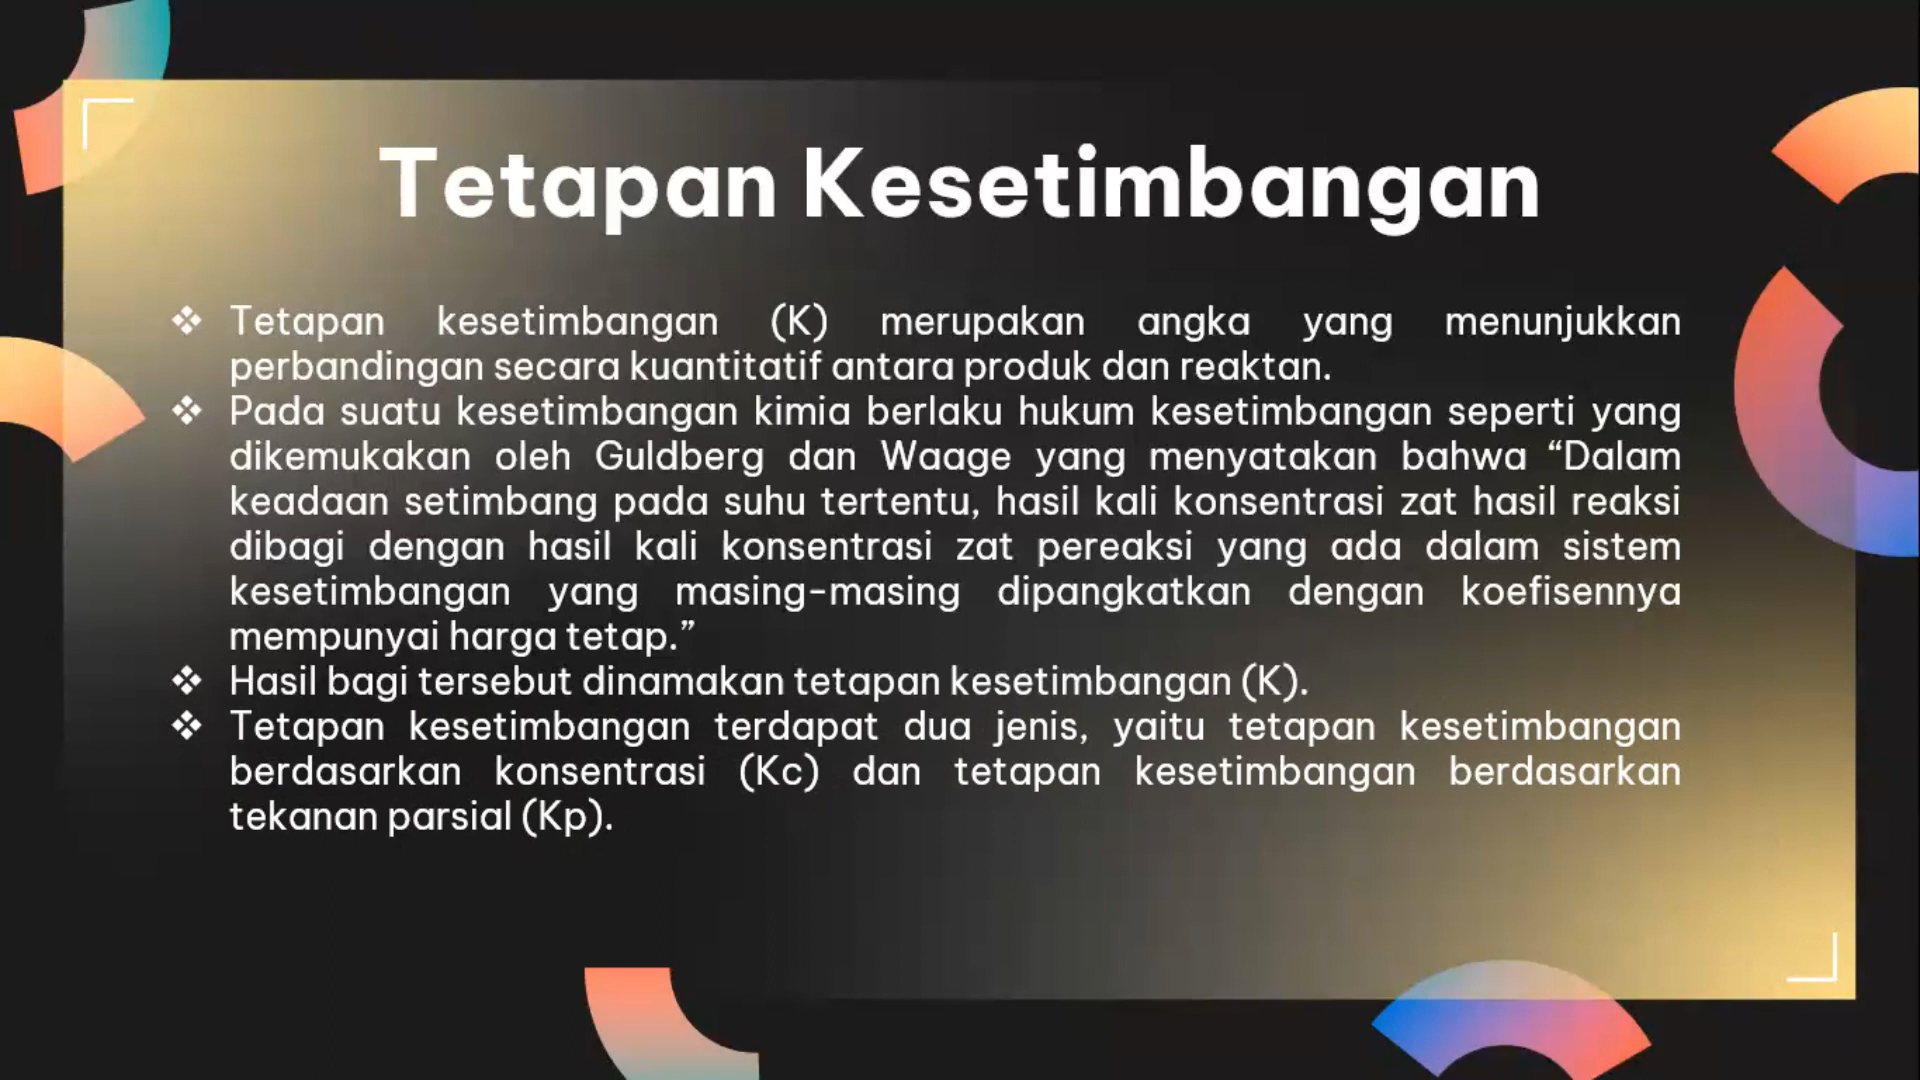 Tetapan Kesetimbangan
❖ Tetapan kesetimbangan (K) merupakan angka yang menunjukkan
perbandingan secara kuantitatif antara produk dan reaktan.
❖ Pada suatu kesetimbangan kimia berlaku hukum kesetimbangan seperti yang
dikemukakan oleh Guldberg dan Waage yang menyatakan bahwa “Dalam
keadaan setimbang pada suhu tertentu, hasil kali konsentrasi zat hasil reaksi
dibagi dengan hasil kali konsentrasi zat pereaksi yang ada dalam sistem
kesetimbangan yang masing-masing dipangkatkan dengan koefisennya
mempunyai harga tetap.”
❖ Hasil bagi tersebut dinamakan tetapan kesetimbangan (K).
❖ Tetapan kesetimbangan terdapat dua jenis, yaitu tetapan kesetimbangan
berdasarkan konsentrasi (Kc) dan tetapan kesetimbangan berdasarkan
tekanan parsial (Kp).